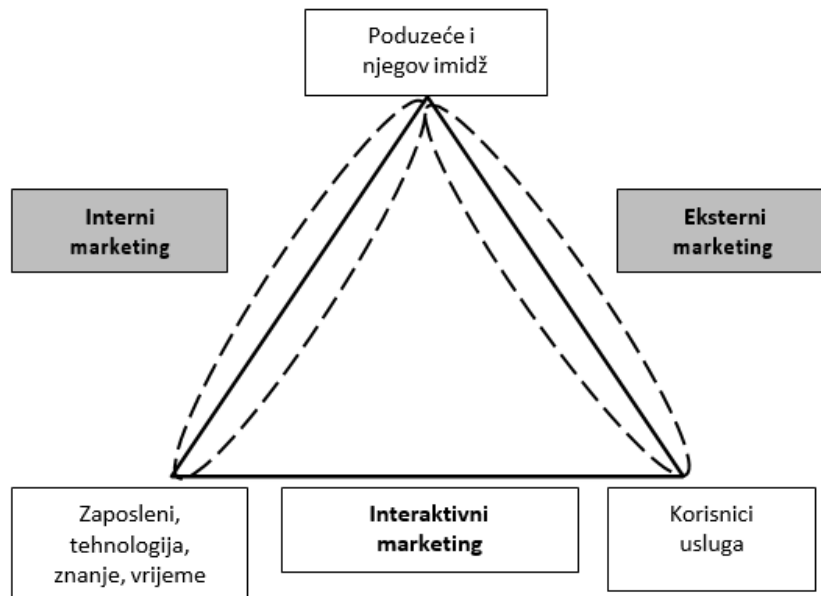 Poduzeće i
njegov imidž
Interni
marketing
Eksterni
marketing
Zaposleni,
tehnologija,
znanje, vrijeme
Interaktivni
marketing
Korisnici
usluga